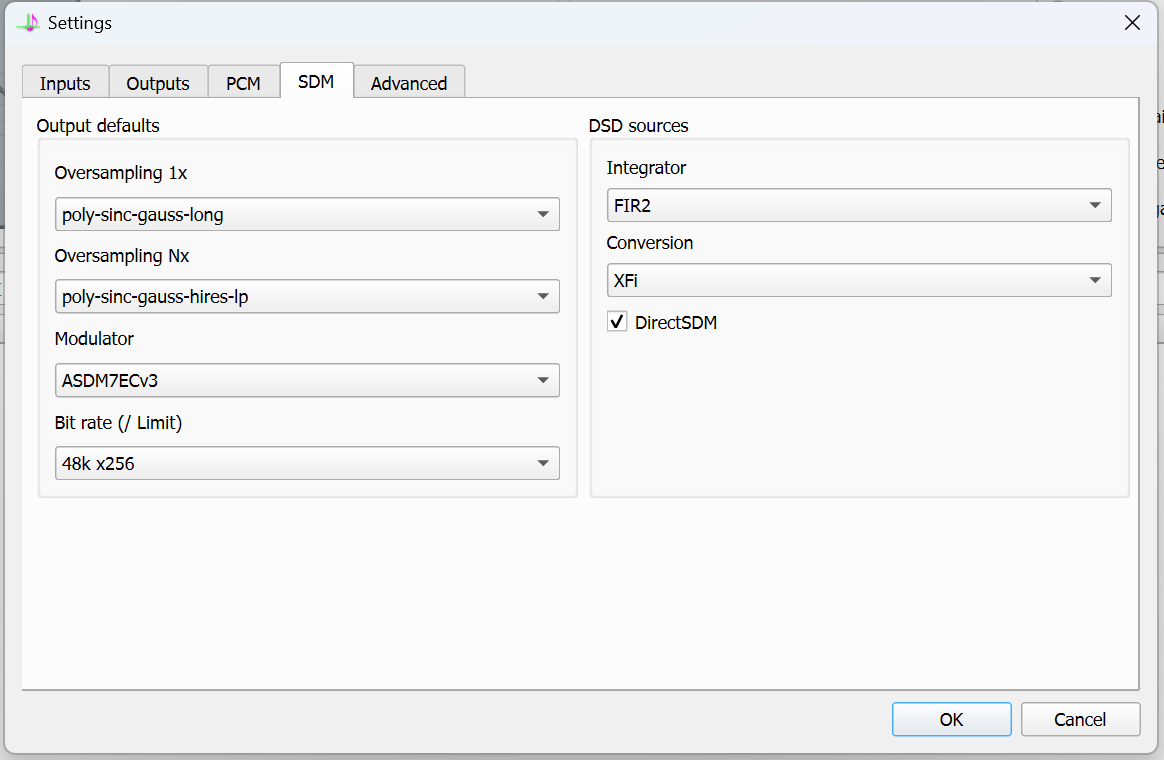 Settings
Inputs
Outputs
PCM
SDM
Advanced
Output defaults
Oversampling 1x
poly-sinc-gauss-long
Oversampling Nx
poly-sinc-gauss-hires-lp
Modulator
ASDM7ECv3
Bit rate (/ Limit)
48k x256
DSD sources
Integrator
FIR2
Conversion
XFi
DirectSDM
OK
Cancel